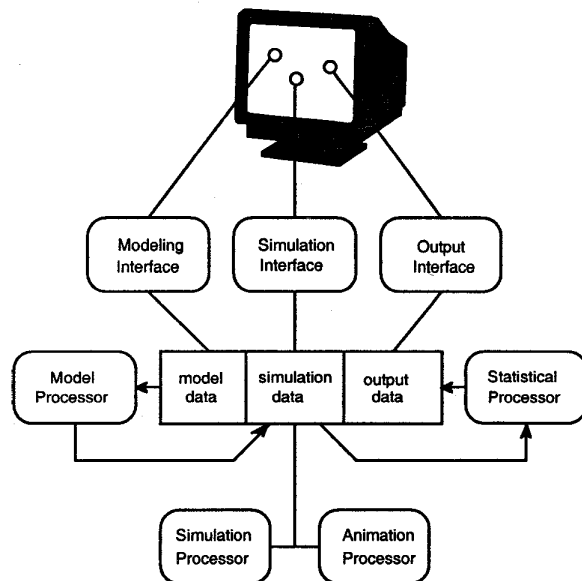 Modeling
Interface
Simulation
Interface
Output
Interface
Model
Processor
model
data
simulation
data
output
data
Statistical
Processor
Simulation
Processor
Animation
Processor